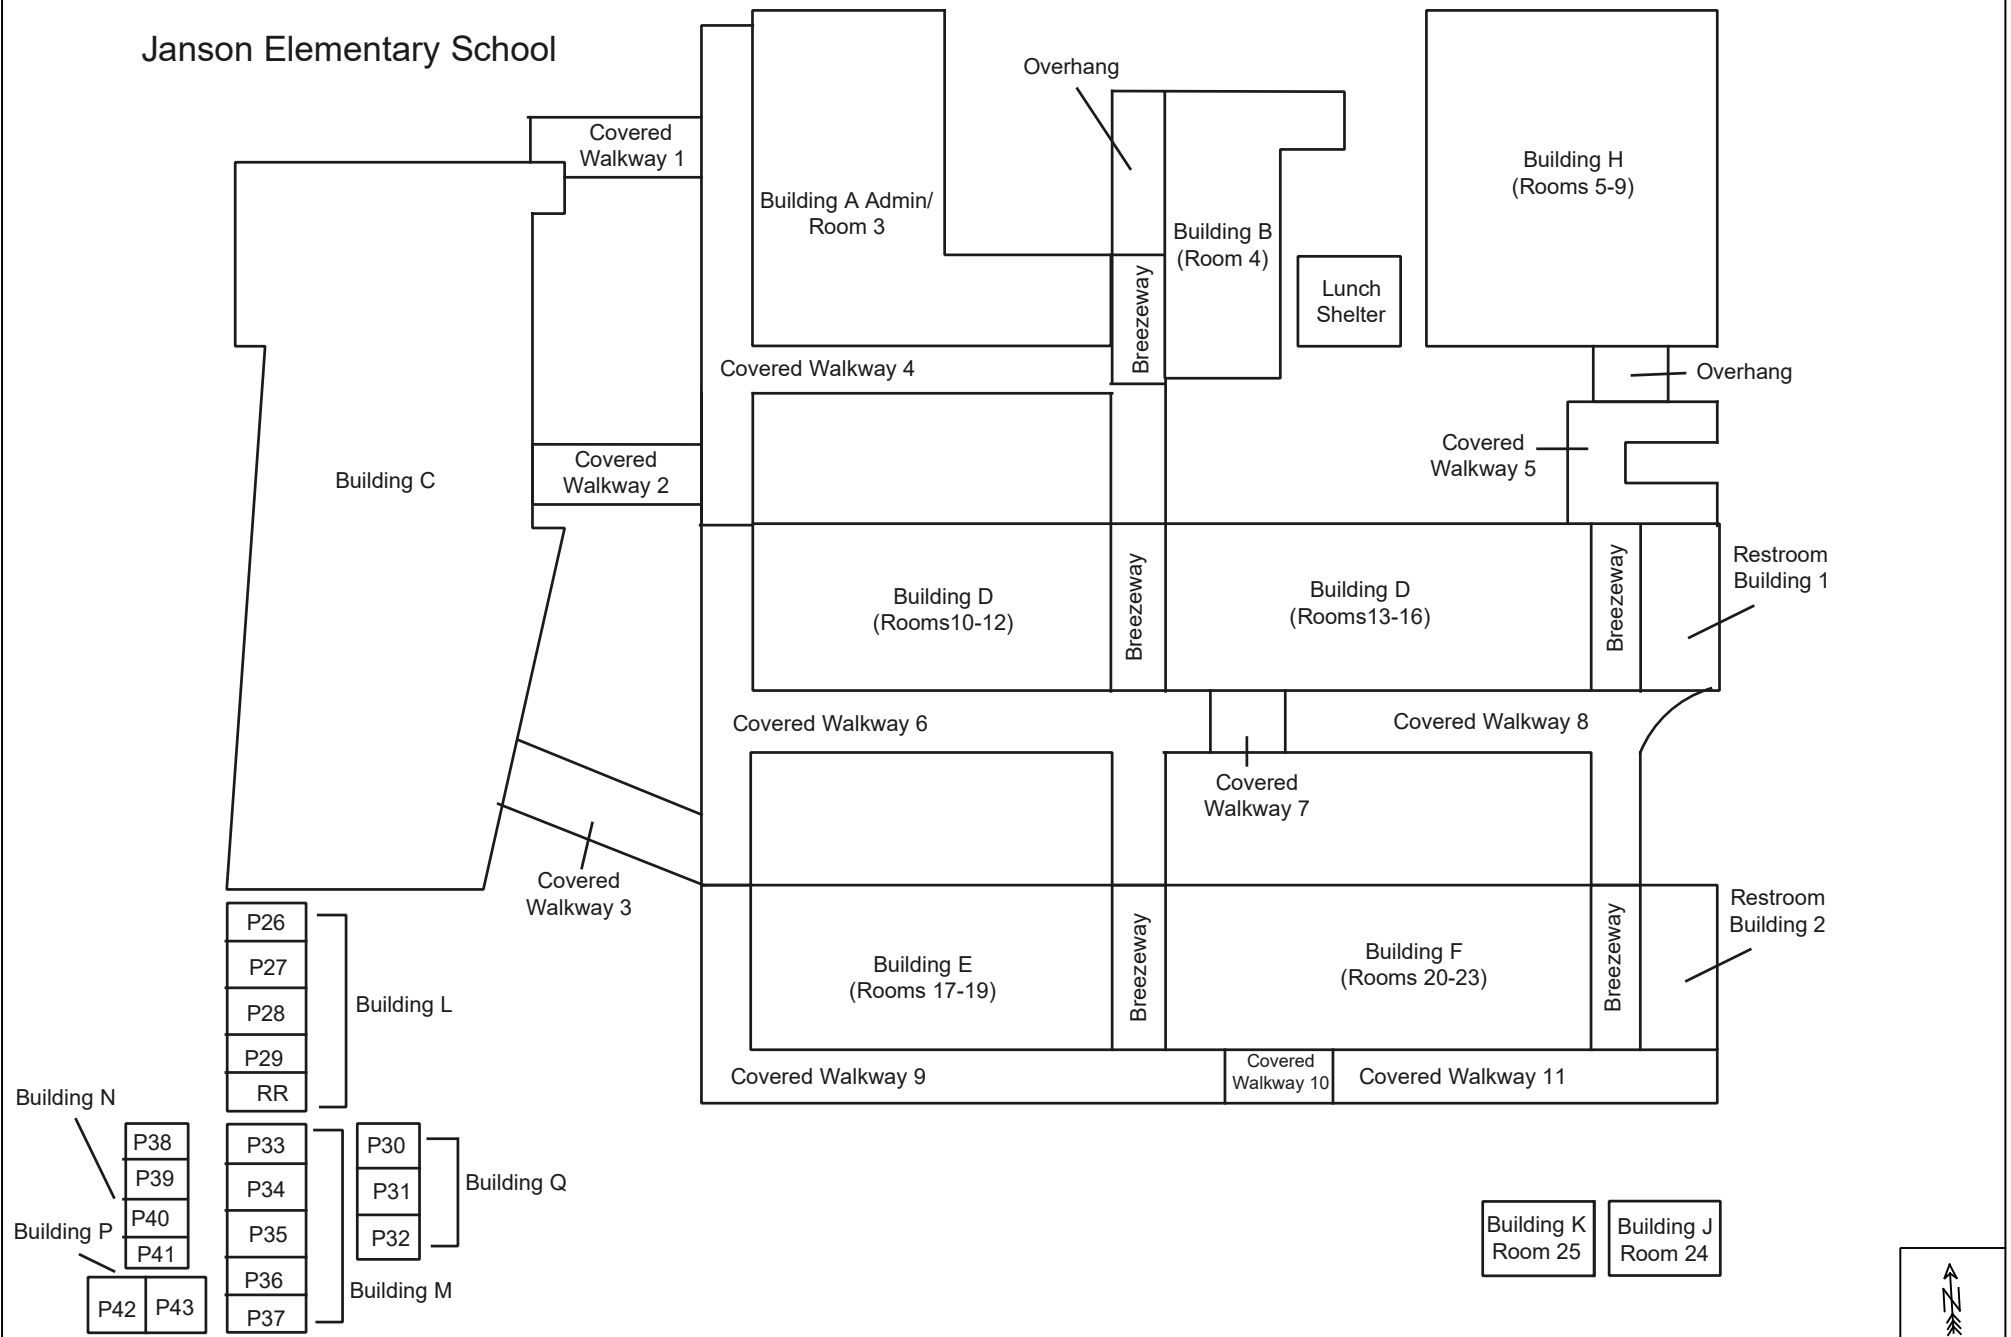 Janson Elementary School
Overhang
Covered
Walkway 1
Building A Admin/
Room 3
Building B
(Room 4)
Building H
(Rooms 5-9)
Lunch
Shelter
Breezeway
Covered Walkway 4
Overhang
Building C
Covered
Walkway 2
Covered
Walkway 5
Building D
(Rooms10-12)
Breezeway
Building D
(Rooms13-16)
Breezeway
Restroom
Building 1
Covered Walkway 6
Covered Walkway 8
Covered
Walkway 7
Covered
Walkway 3
Building E
(Rooms 17-19)
Breezeway
Building F
(Rooms 20-23)
Breezeway
Restroom
Building 2
Covered Walkway 9
Covered
Walkway 10
Covered Walkway 11
P26
P27
P28
P29
RR
Building L
Building N
P38
P39
P40
P41
Building P
P42
P43
P33
P34
P35
P36
P37
Building M
P30
P31
P32
Building Q
Building K
Room 25
Building J
Room 24
N